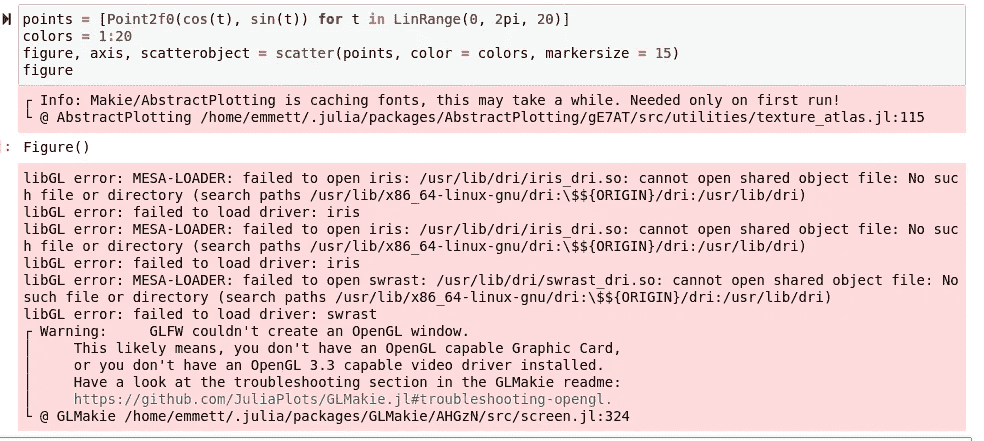 points = [Point2f0(cos(t), sin(t)) for t in LinRange(0, 2pi, 20)]
colors = 1:20
figure, axis, scatterobject = scatter(points, color = colors, markersize = 15)
figure
┌ Info: Makie/AbstractPlotting is caching fonts, this may take a while. Needed only on first run!
└ @ AbstractPlotting /home/emmett/.julia/packages/AbstractPlotting/gE7AT/src/utilities/texture_atlas.jl:115
: Figure()
libGL error: MESA-LOADER: failed to open iris: /usr/lib/dri/iris_dri.so: cannot open shared object file: No suc
h file or directory (search paths /usr/lib/x86_64-linux-gnu/dri:\$${ORIGIN}/dri:/usr/lib/dri)
libGL error: failed to load driver: iris
libGL error: MESA-LOADER: failed to open iris: /usr/lib/dri/iris_dri.so: cannot open shared object file: No suc
h file or directory (search paths /usr/lib/x86_64-linux-gnu/dri:\$${ORIGIN}/dri:/usr/lib/dri)
libGL error: failed to load driver: iris
libGL error: MESA-LOADER: failed to open swrast: /usr/lib/dri/swrast_dri.so: cannot open shared object file: No
such file or directory (search paths /usr/lib/x86_64-linux-gnu/dri:\$${ORIGIN}/dri:/usr/lib/dri)
libGL error: failed to load driver: swrast
┌ Warning:     GLFW couldn't create an OpenGL window.
│     This likely means, you don't have an OpenGL capable Graphic Card,
│     or you don't have an OpenGL 3.3 capable video driver installed.
│     Have a look at the troubleshooting section in the GLMakie readme:
│     https://github.com/JuliaPlots/GLMakie.jl#troubleshooting-opengl.
└ @ GLMakie /home/emmett/.julia/packages/GLMakie/AHGzN/src/screen.jl:324